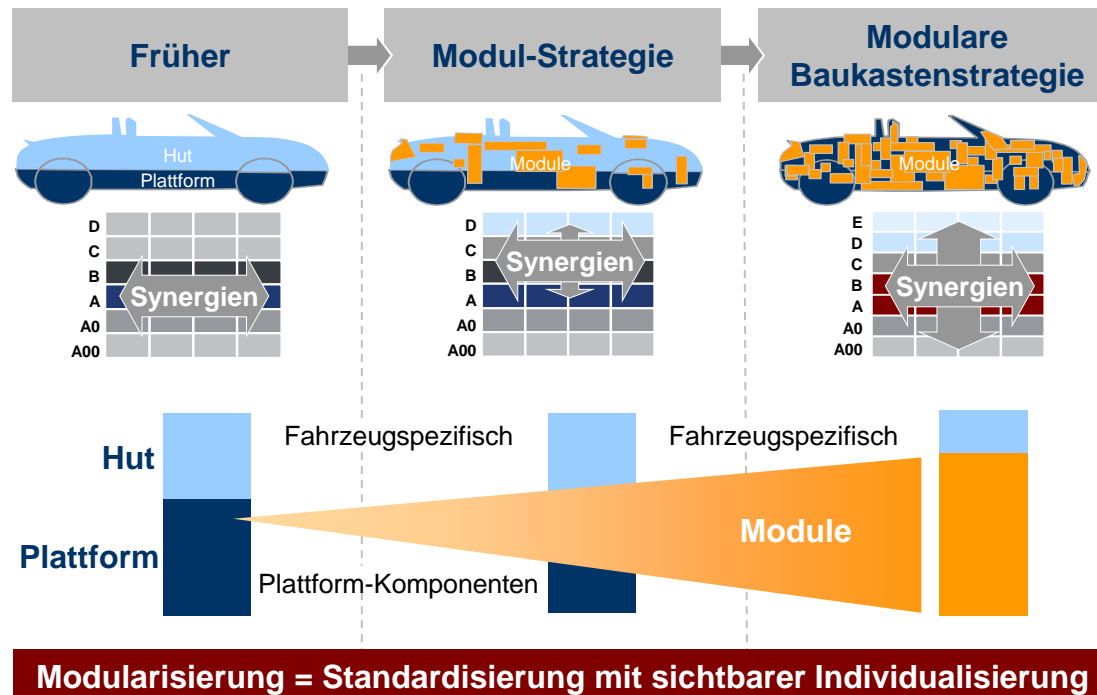 Früher
Modul-Strategie
Modulare
Baukastenstrategie
Hut
Plattform
Module
Module
D
C
B
A
A0
A00
Synergien
D
C
B
A
A0
A00
Synergien
E
D
C
B
A
A0
A00
Synergien
Hut
Plattform
Fahrzeugspezifisch
Fahrzeugspezifisch
Module
Plattform-Komponenten
Modularisierung = Standardisierung mit sichtbarer Individualisierung